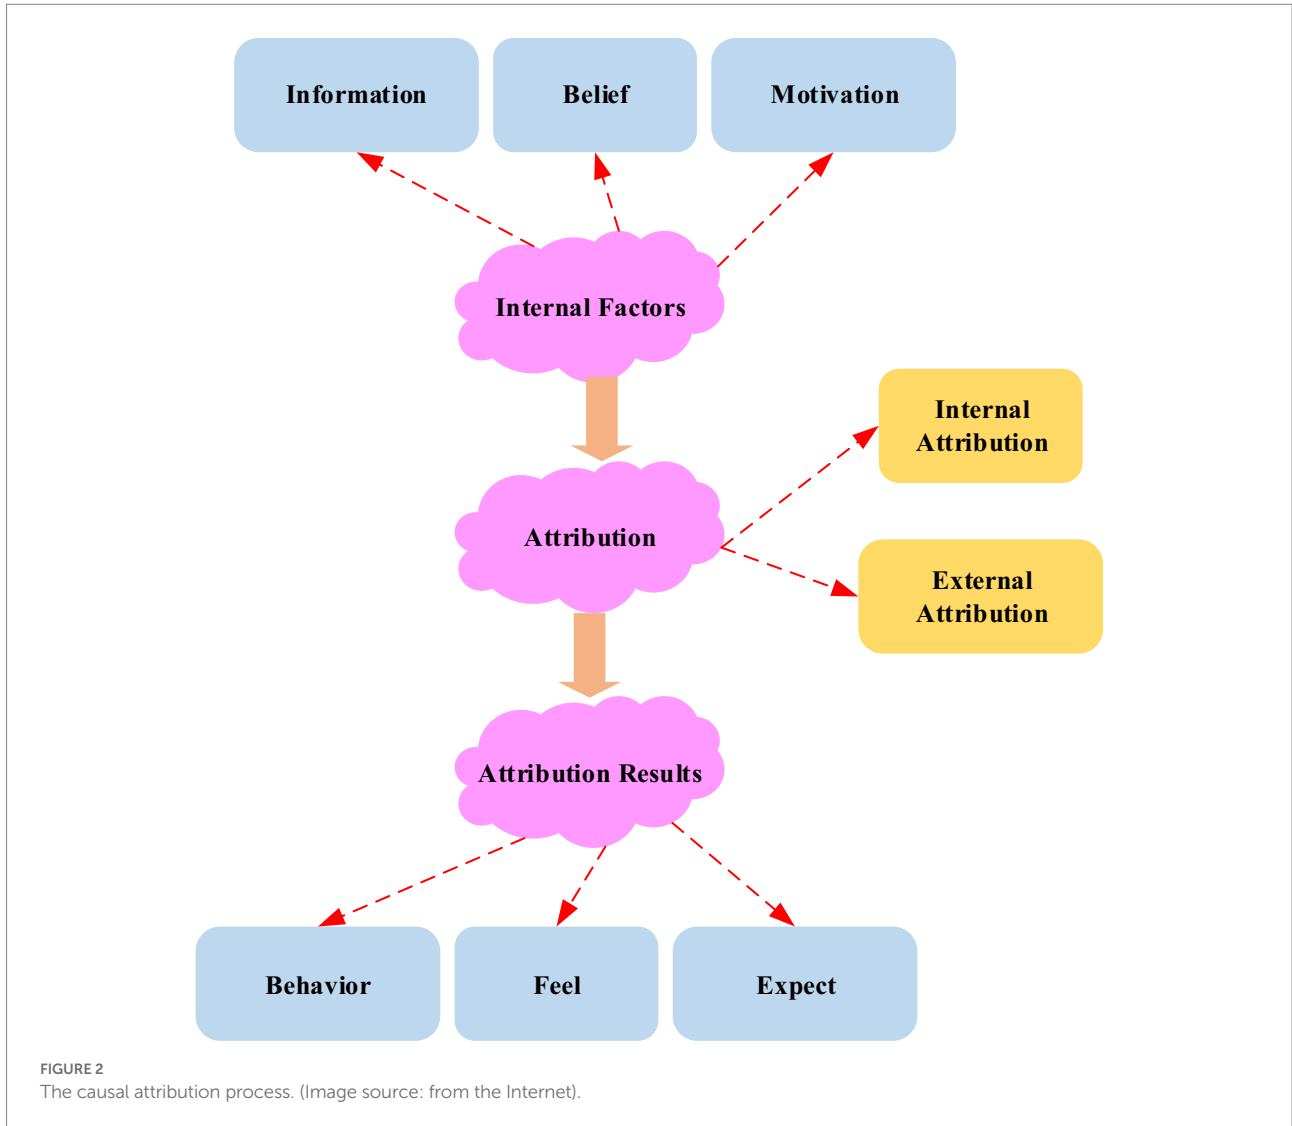 Information
Belief
Motivation
Internal Factors
Internal
Attribution
Attribution
External
Attribution
Attribution Results
Behavior
Feel
Expect
FIGURE 2
The causal attribution process. (Image source: from the Internet).